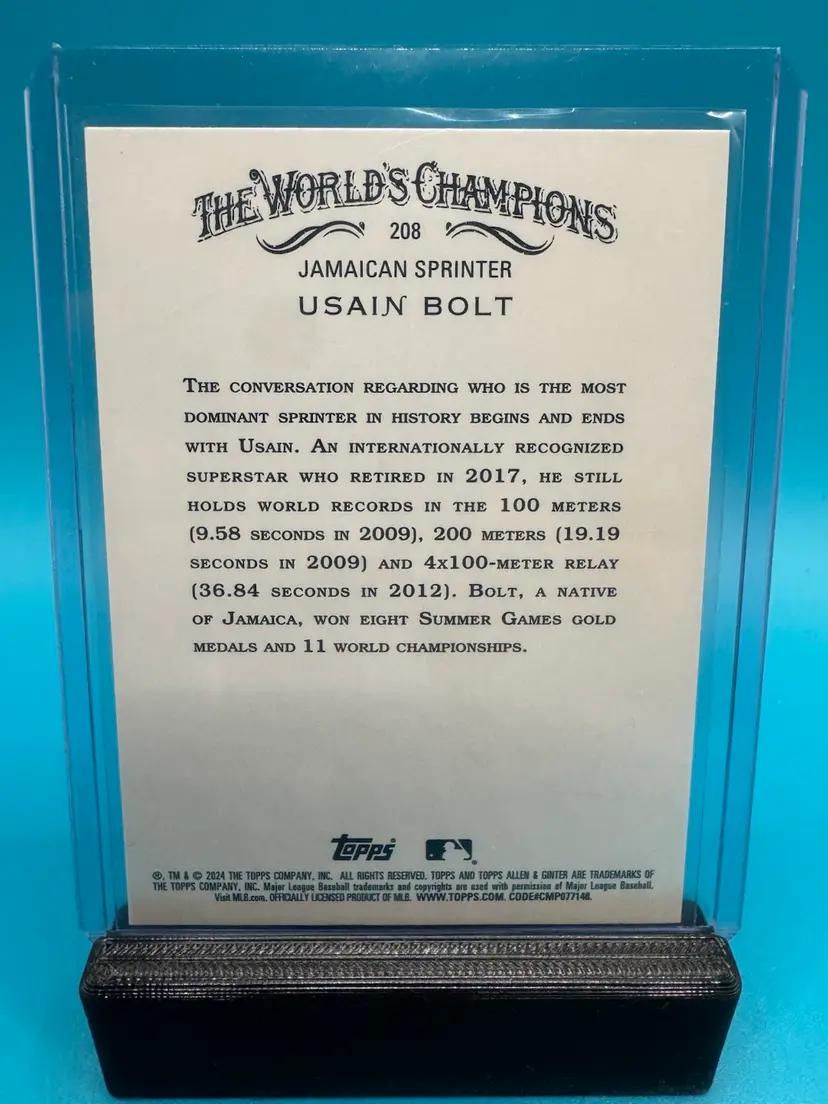 THE WORLD'S CHAMPIONS
208
JAMAICAN SPRINTER
USAIN BOLT
THE CONVERSATION REGARDING WHO IS THE MOST
DOMINANT SPRINTER IN HISTORY BEGINS AND ENDS
WITH USAIN. AN INTERNATIONALLY RECOGNIZED
SUPERSTAR WHO RETIRED IN 2017, HE STILL
HOLDS WORLD RECORDS IN THE 100 METERS
(9.58 SECONDS IN 2009), 200 METERS (19.19
SECONDS IN 2009) AND 4X100-METER RELAY
(36.84 SECONDS IN 2012). BOLT, A NATIVE
OF JAMAICA, WON EIGHT SUMMER GAMES GOLD
MEDALS AND 11 WORLD CHAMPIONSHIPS.
Topps
®, TM & © 2024 THE TOPPS COMPANY, INC. ALL RIGHTS RESERVED. TOPPS AND TOPPS ALLEN & GINTER ARE TRADEMARKS OF
THE TOPPS COMPANY, INC. Major League Baseball trademarks and copyrights are used with permission of Major League Baseball.
Visit MLB.com. OFFICIALLY LICENSED PRODUCT OF MLB. WWW.TOPPS.COM. CODE#CMP077148.